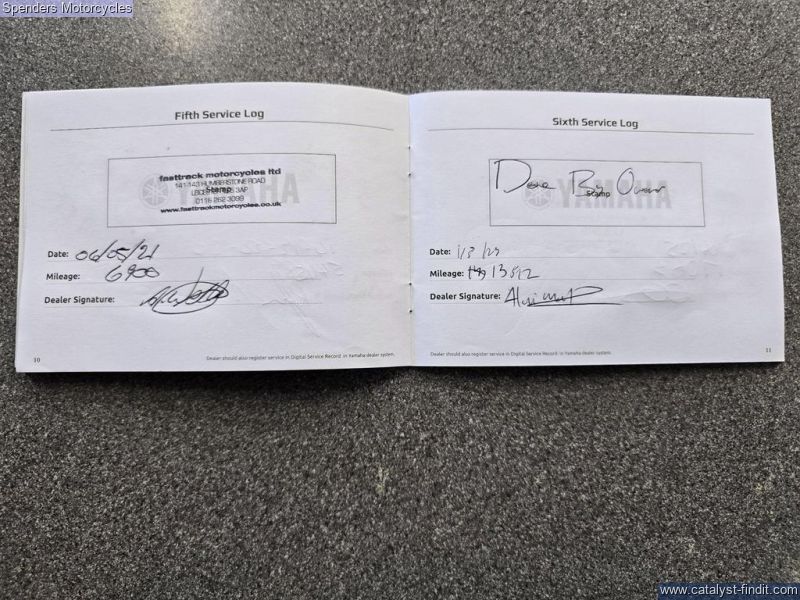 Spenders Motorcycles
Fifth Service Log
YAMAHA
fasttrack motorcycles ltd
141-143 HUMBERSTONE ROAD
Stamp
0116 262 3099
www.fasttrackmotorcycles.co.uk
Date: 06/05/21
Mileage: 6900
Dealer Signature:
10
Dealer should also register service in Digital Service Record in Yamaha dealer system.
Sixth Service Log
YAMAHA
Done By Owner
Stamp
Date: 1/3/23
Mileage: 13512
Dealer Signature:
11
Dealer should also register service in Digital Service Record in Yamaha dealer system.
www.catalyst-findit.com